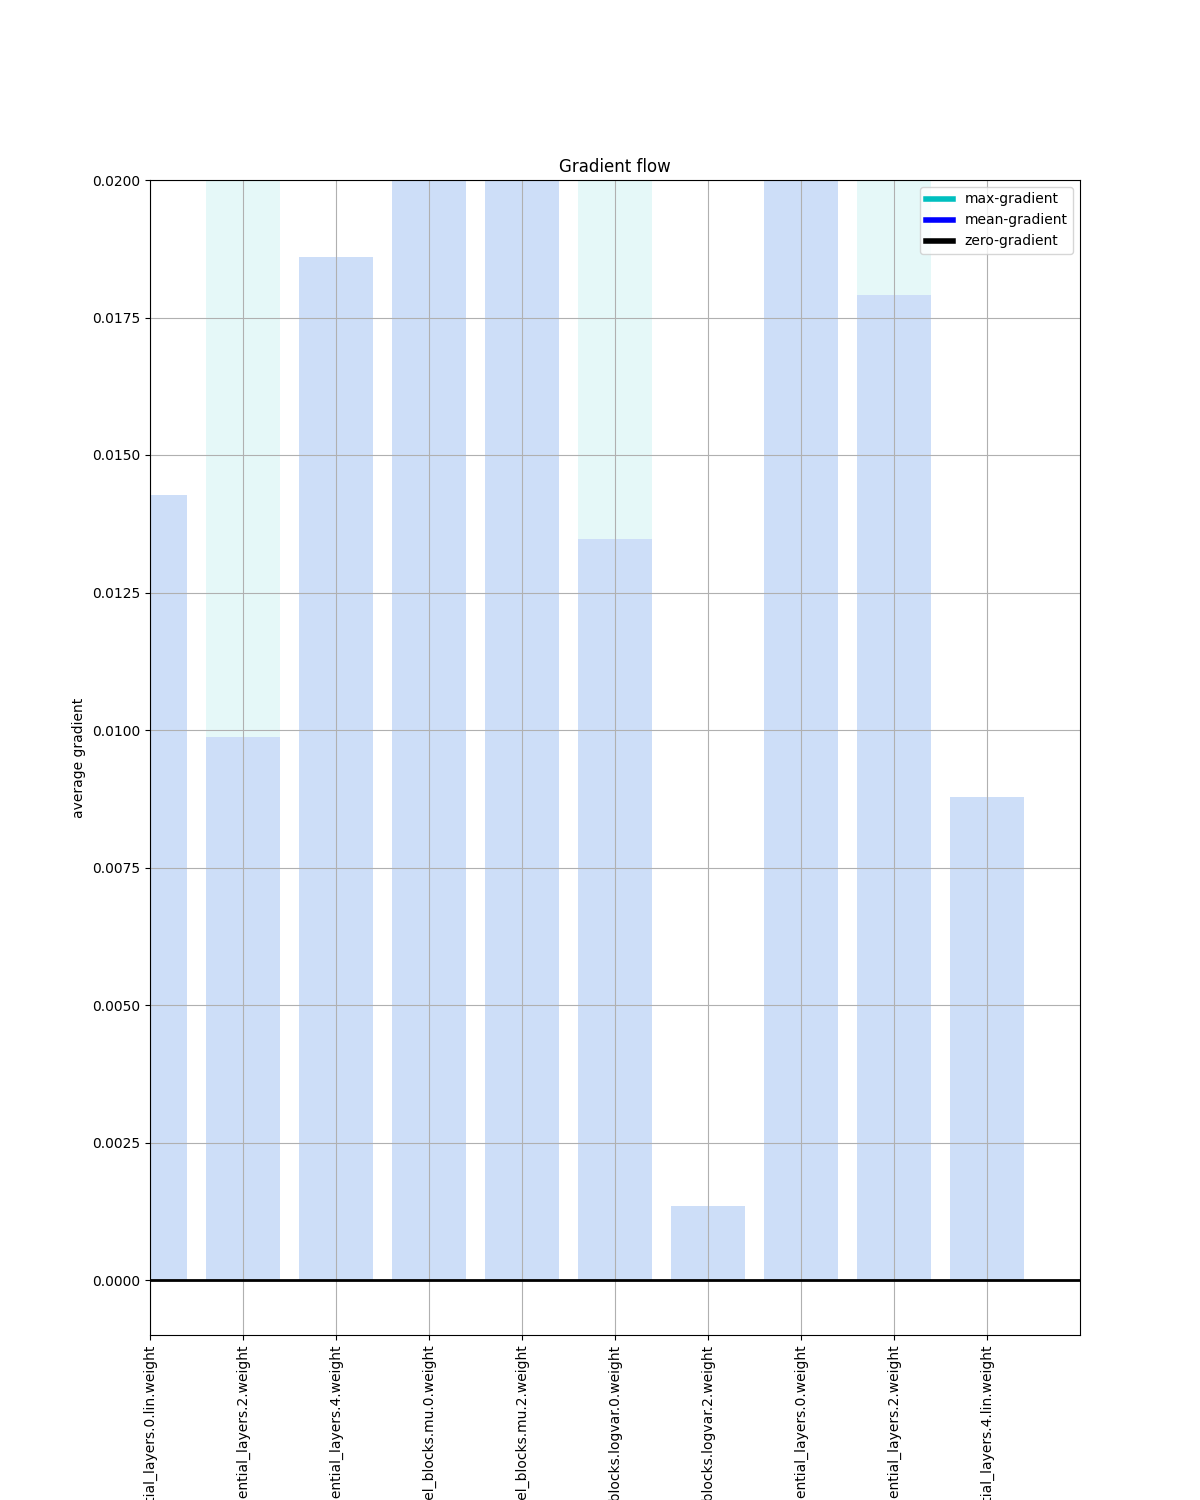 Gradient flow
max-gradient
mean-gradient
zero-gradient
0.0200
0.0175
0.0150
0.0125
0.0100
0.0075
0.0050
0.0025
0.0000
average gradient
tial_layers.0.lin.weight
ential_layers.2.weight
ential_layers.4.weight
el_blocks.mu.0.weight
el_blocks.mu.2.weight
blocks.logvar.0.weight
blocks.logvar.2.weight
ential_layers.0.weight
ential_layers.2.weight
tial_layers.4.lin.weight